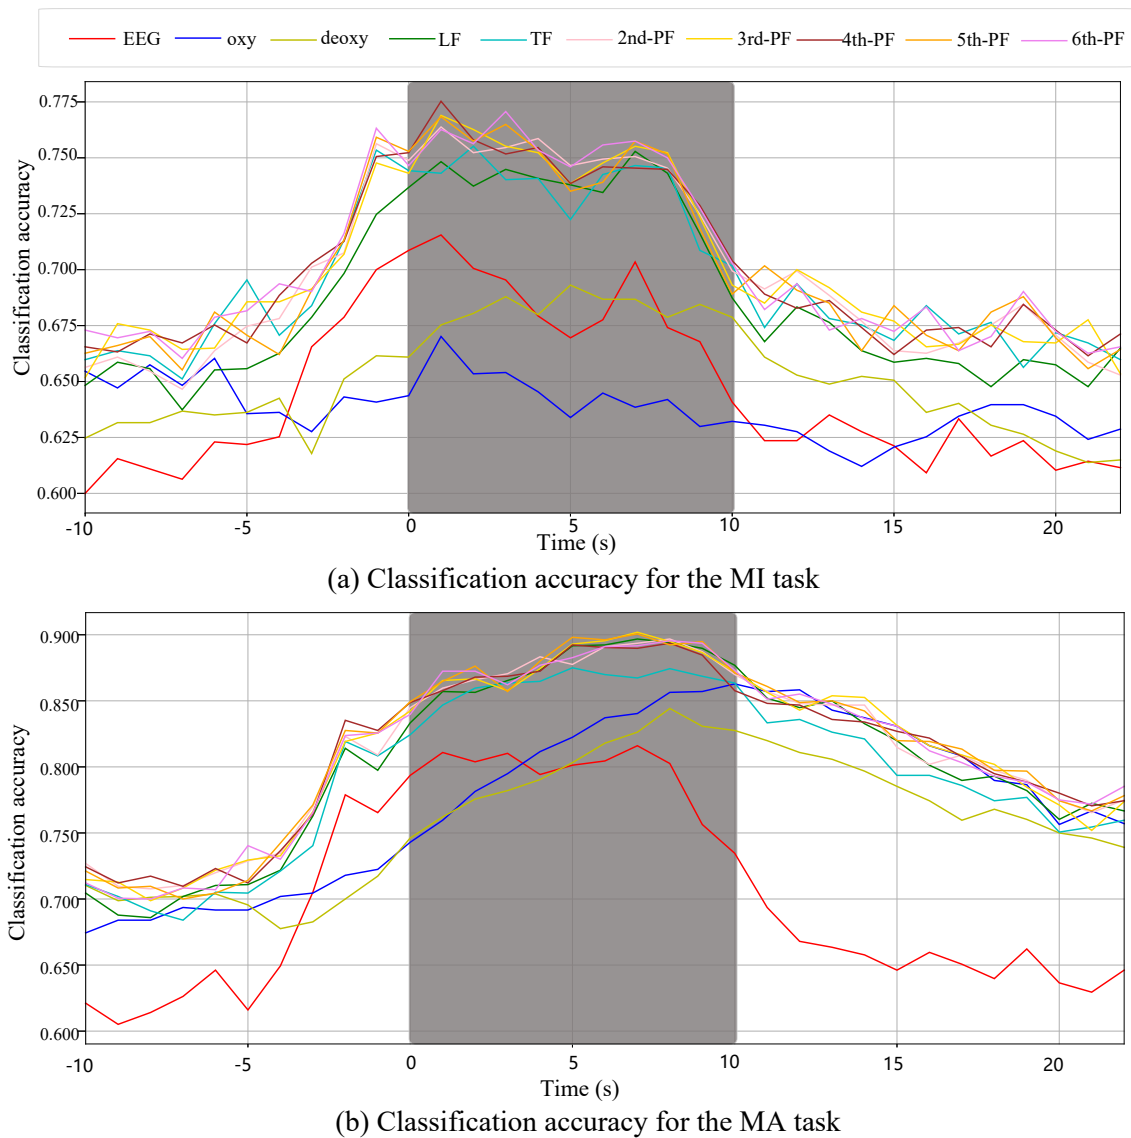 EEG oxy deoxy LF TF 2nd-PF 3rd-PF 4th-PF 5th-PF 6th-PF
Classification accuracy
0.775
0.750
0.725
0.700
0.675
0.650
0.625
0.600
-10 -5 0 5 10 15 20
Time (s)
(a) Classification accuracy for the MI task
Classification accuracy
0.900
0.850
0.800
0.750
0.700
0.650
0.600
-10 -5 0 5 10 15 20
Time (s)
(b) Classification accuracy for the MA task